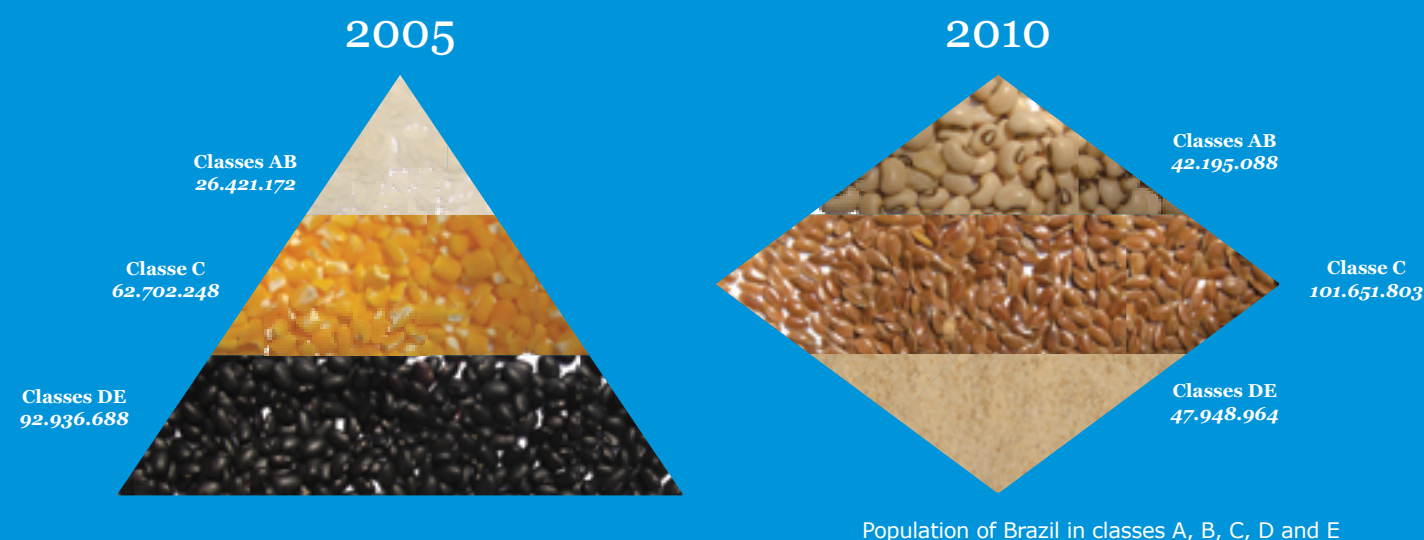 2005
Classes AB
26.421.172
Classe C
62.702.248
Classes DE
92.936.688
2010
Classes AB
42.195.088
Classe C
101.651.803
Classes DE
47.948.964
Population of Brazil in classes A, B, C, D and E